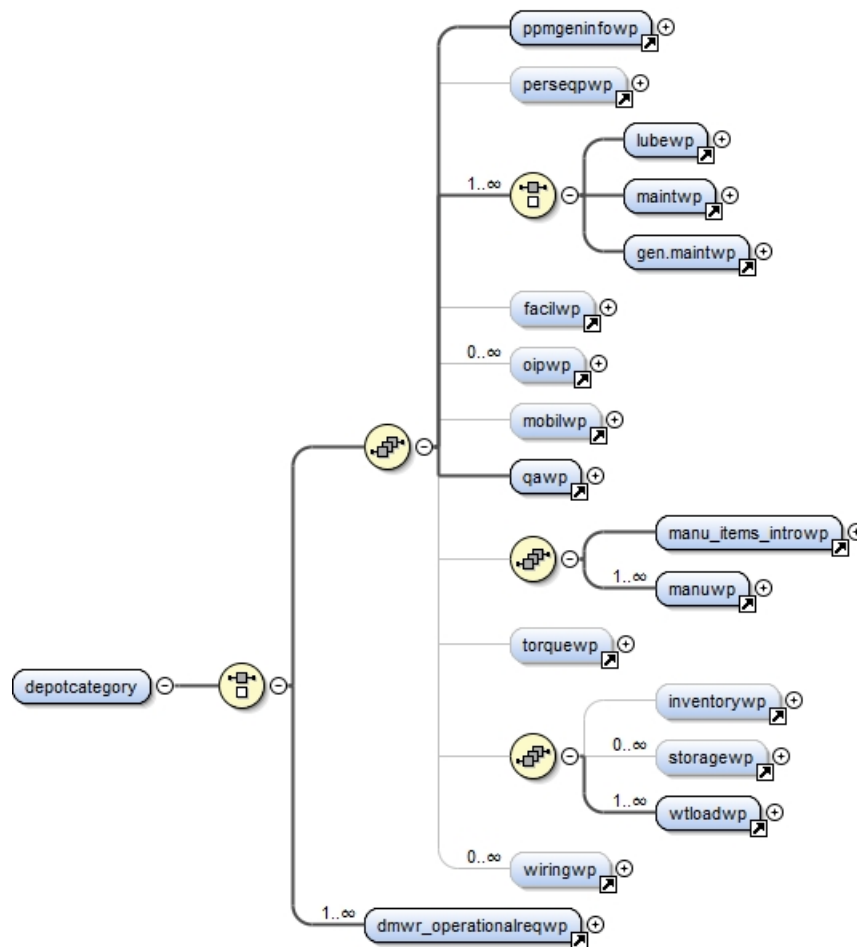 ppmgeninfowp
perseqpwp
lubewp
1..∞
maintwp
gen.maintwp
facilwp
0..∞
oipwp
mobilwp
qawp
manu_items_introwp
1..∞
manuwp
torquewp
depotcategory
inventorywp
0..∞
storagewp
1..∞
wtloadwp
0..∞
wiringwp
1..∞
dmwr_operationalreqwp